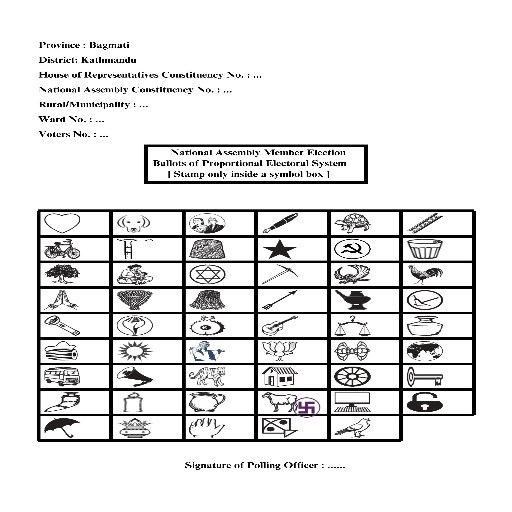 Province : Bagmati
District: Kathmandu
House of Representatives Constituency No. : ...
National Assembly Constituency No. : ...
Rural/Municipality : ...
Ward No. : ...
Voters No. : ...
National Assembly Member Election
Ballots of Proportional Electoral System
[ Stamp only inside a symbol box ]
Signature of Polling Officer : ......